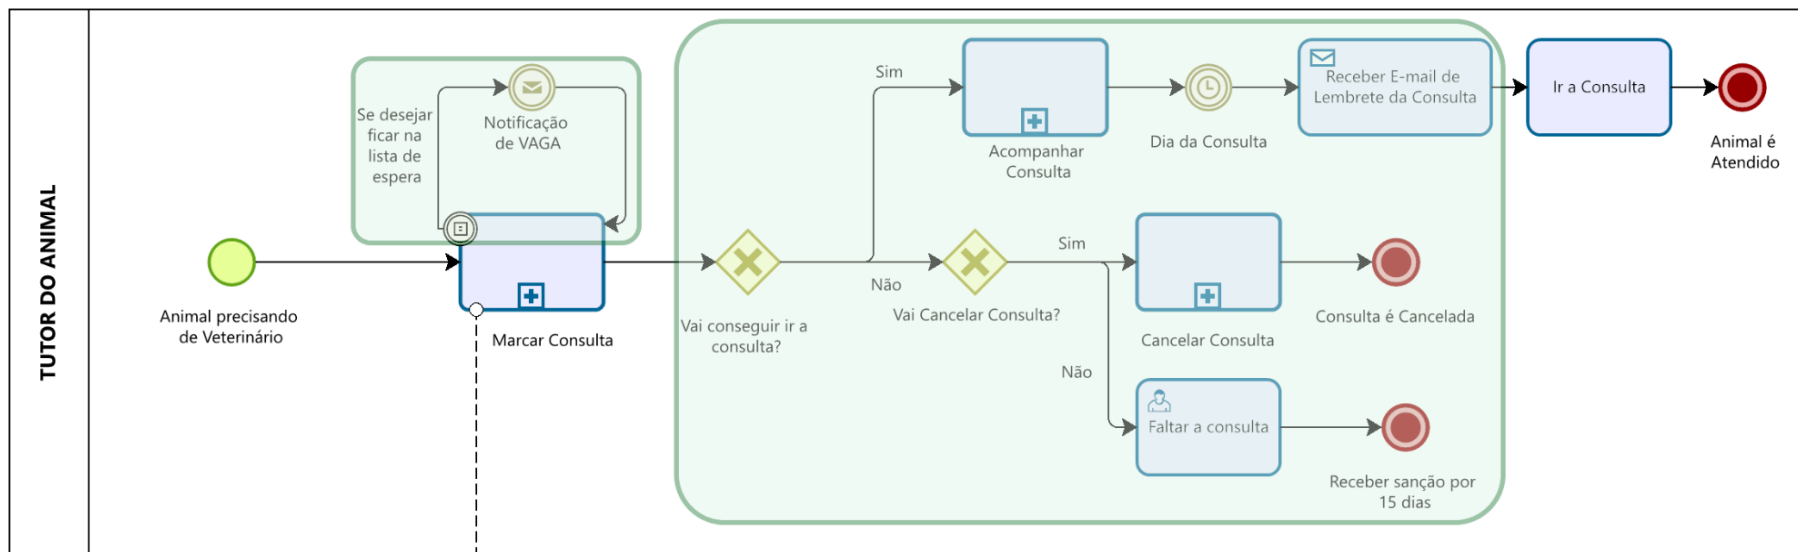 TUTOR DO ANIMAL
Animal precisando
de Veterinário
Se desejar
ficar na
lista de
espera
Notificação
de VAGA
Marcar Consulta
Vai conseguir ir a
consulta?
Sim
Não
Acompanhar
Consulta
Dia da Consulta
Receber E-mail de
Lembrete da Consulta
Ir a Consulta
Animal é
Atendido
Vai Cancelar Consulta?
Sim
Não
Cancelar Consulta
Consulta é Cancelada
Faltar a consulta
Receber sanção por
15 dias